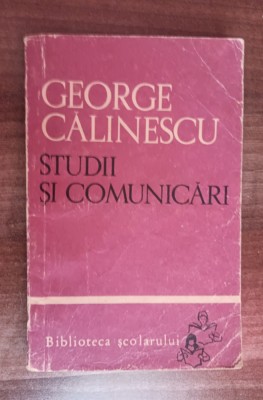 GEORGE
CĂLINESCU
STUDII
ȘI COMUNICĂRI
Biblioteca școlarului